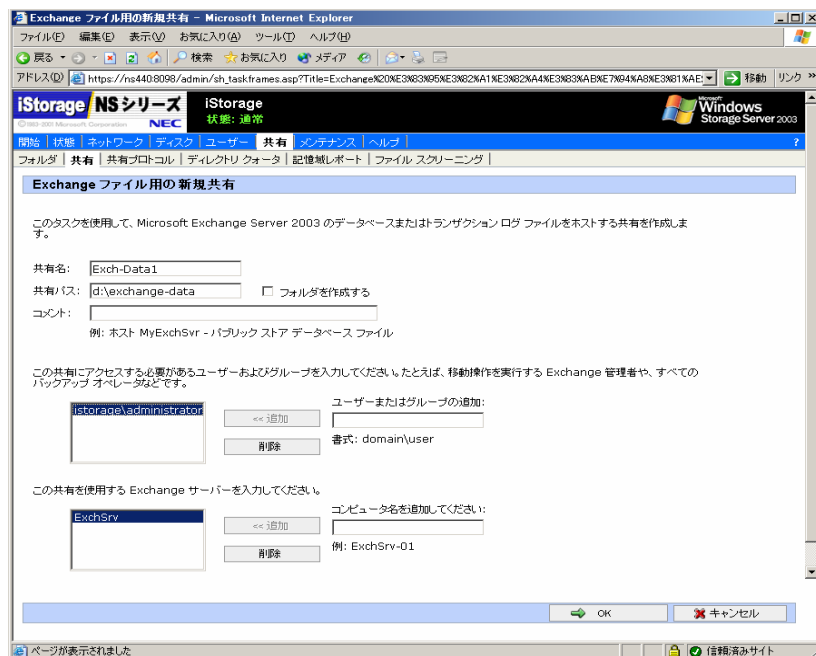 Exchange ファイル用の新規共有 - Microsoft Internet Explorer
ファイル(F) 編集(E) 表示(V) お気に入り(A) ツール(T) ヘルプ(H)
戻る 検索 お気に入り メディア
アドレス(D) https://ns440:8098/admin/sh_taskframes.asp?Title=Exchange%20%E3%83%95%E3%82%A1%E3%82%A4%E3%83%AB%E7%94%A8%E3%81%AE 移動 リンク »
iStorage NSシリーズ iStorage
状態: 通常
NEC
Microsoft
Windows
Storage Server 2003
開始 状態 ネットワーク ディスク ユーザー 共有 メンテナンス ヘルプ ?
フォルダ 共有 共有プロトコル ディレクトリ クォータ 記憶域レポート ファイル スクリーニング
Exchange ファイル用の新規共有
このタスクを使用して、Microsoft Exchange Server 2003 のデータベースまたはトランザクション ログ ファイルをホストする共有を作成しま
す。
共有名: Exch-Data1
共有パス: d:\exchange-data フォルダを作成する
コメント:
例: ホスト MyExchSvr - パブリック ストア データベース ファイル
この共有にアクセスする必要があるユーザーおよびグループを入力してください。たとえば、移動操作を実行する Exchange 管理者や、すべての
バックアップ オペレータなどです。
istorage\administrator
<< 追加
削除
ユーザーまたはグループの追加:
書式: domain\user
この共有を使用する Exchange サーバーを入力してください。
ExchSrv
<< 追加
削除
コンピュータ名を追加してください:
例: ExchSrv-01
OK キャンセル
ページが表示されました 信頼済みサイト